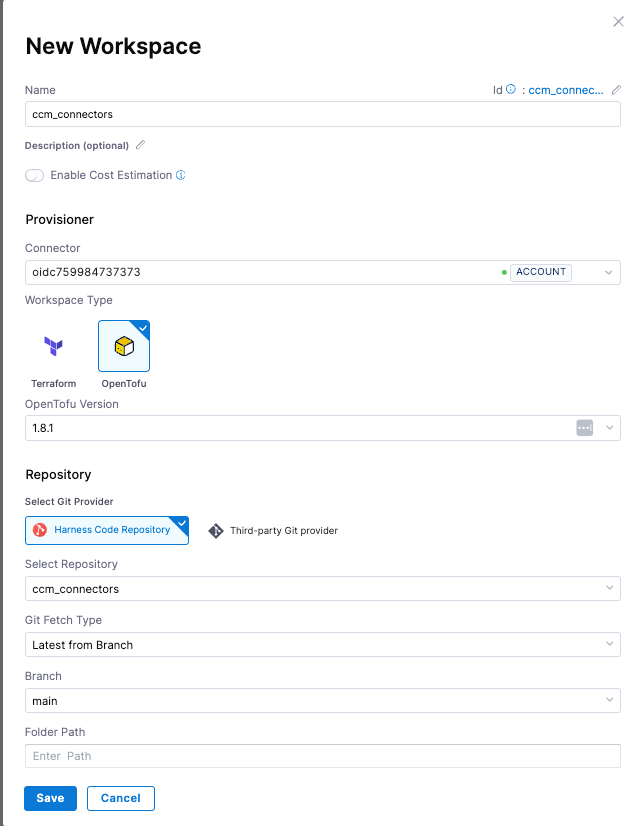 New Workspace
Name
Id : ccm_connec...
ccm_connectors
Description (optional)
Enable Cost Estimation
Provisioner
Connector
oidc759984737373
ACCOUNT
Workspace Type
Terraform
OpenTofu
OpenTofu Version
1.8.1
Repository
Select Git Provider
Harness Code Repository
Third-party Git provider
Select Repository
ccm_connectors
Git Fetch Type
Latest from Branch
Branch
main
Folder Path
Enter Path
Save
Cancel